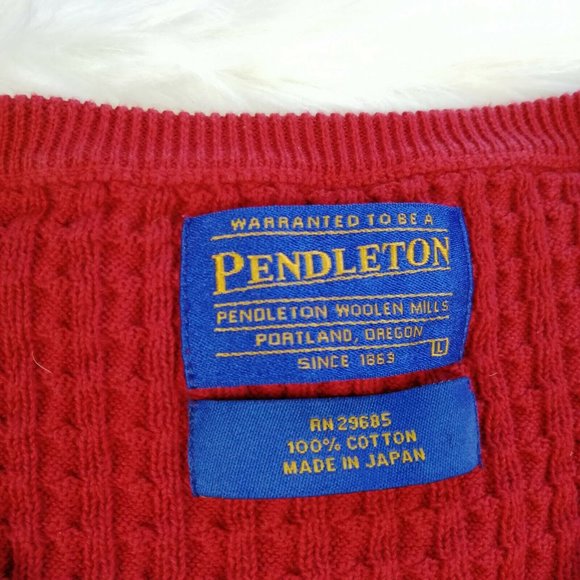 WARRANTED TO BE A
PENDLETON
PENDLETON WOOLEN MILLS
PORTLAND, OREGON
SINCE 1863
RN 29685
100% COTTON
MADE IN JAPAN